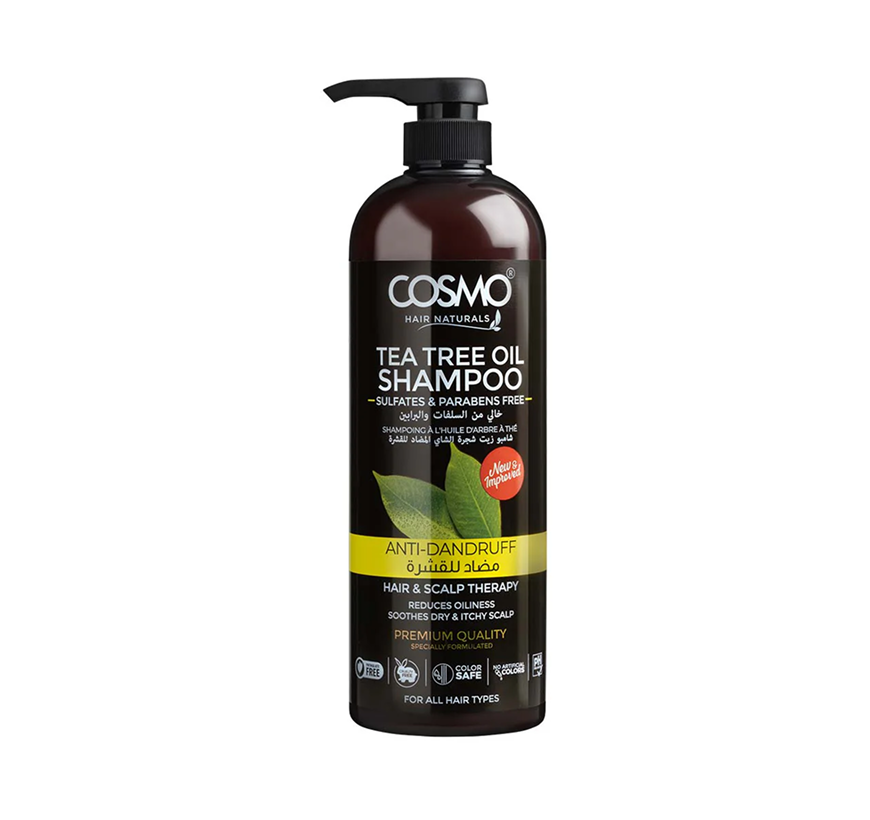 COSMO®
HAIR NATURALS
TEA TREE OIL
SHAMPOO
SULFATES & PARABENS FREE
خالي من السلفات والبرابين
SHAMPOING À L'HUILE D'ARBRE À THÉ
شامبو زيت شجرة الشاي المضاد للقشرة
New &
Improved
ANTI-DANDRUFF
مضاد للقشرة
HAIR & SCALP THERAPY
REDUCES OILINESS
SOOTHES DRY & ITCHY SCALP
PREMIUM QUALITY
SPECIALLY FORMULATED
FREE
COLOR
SAFE
NO ARTIFICIAL
COLORS
PH
FOR ALL HAIR TYPES